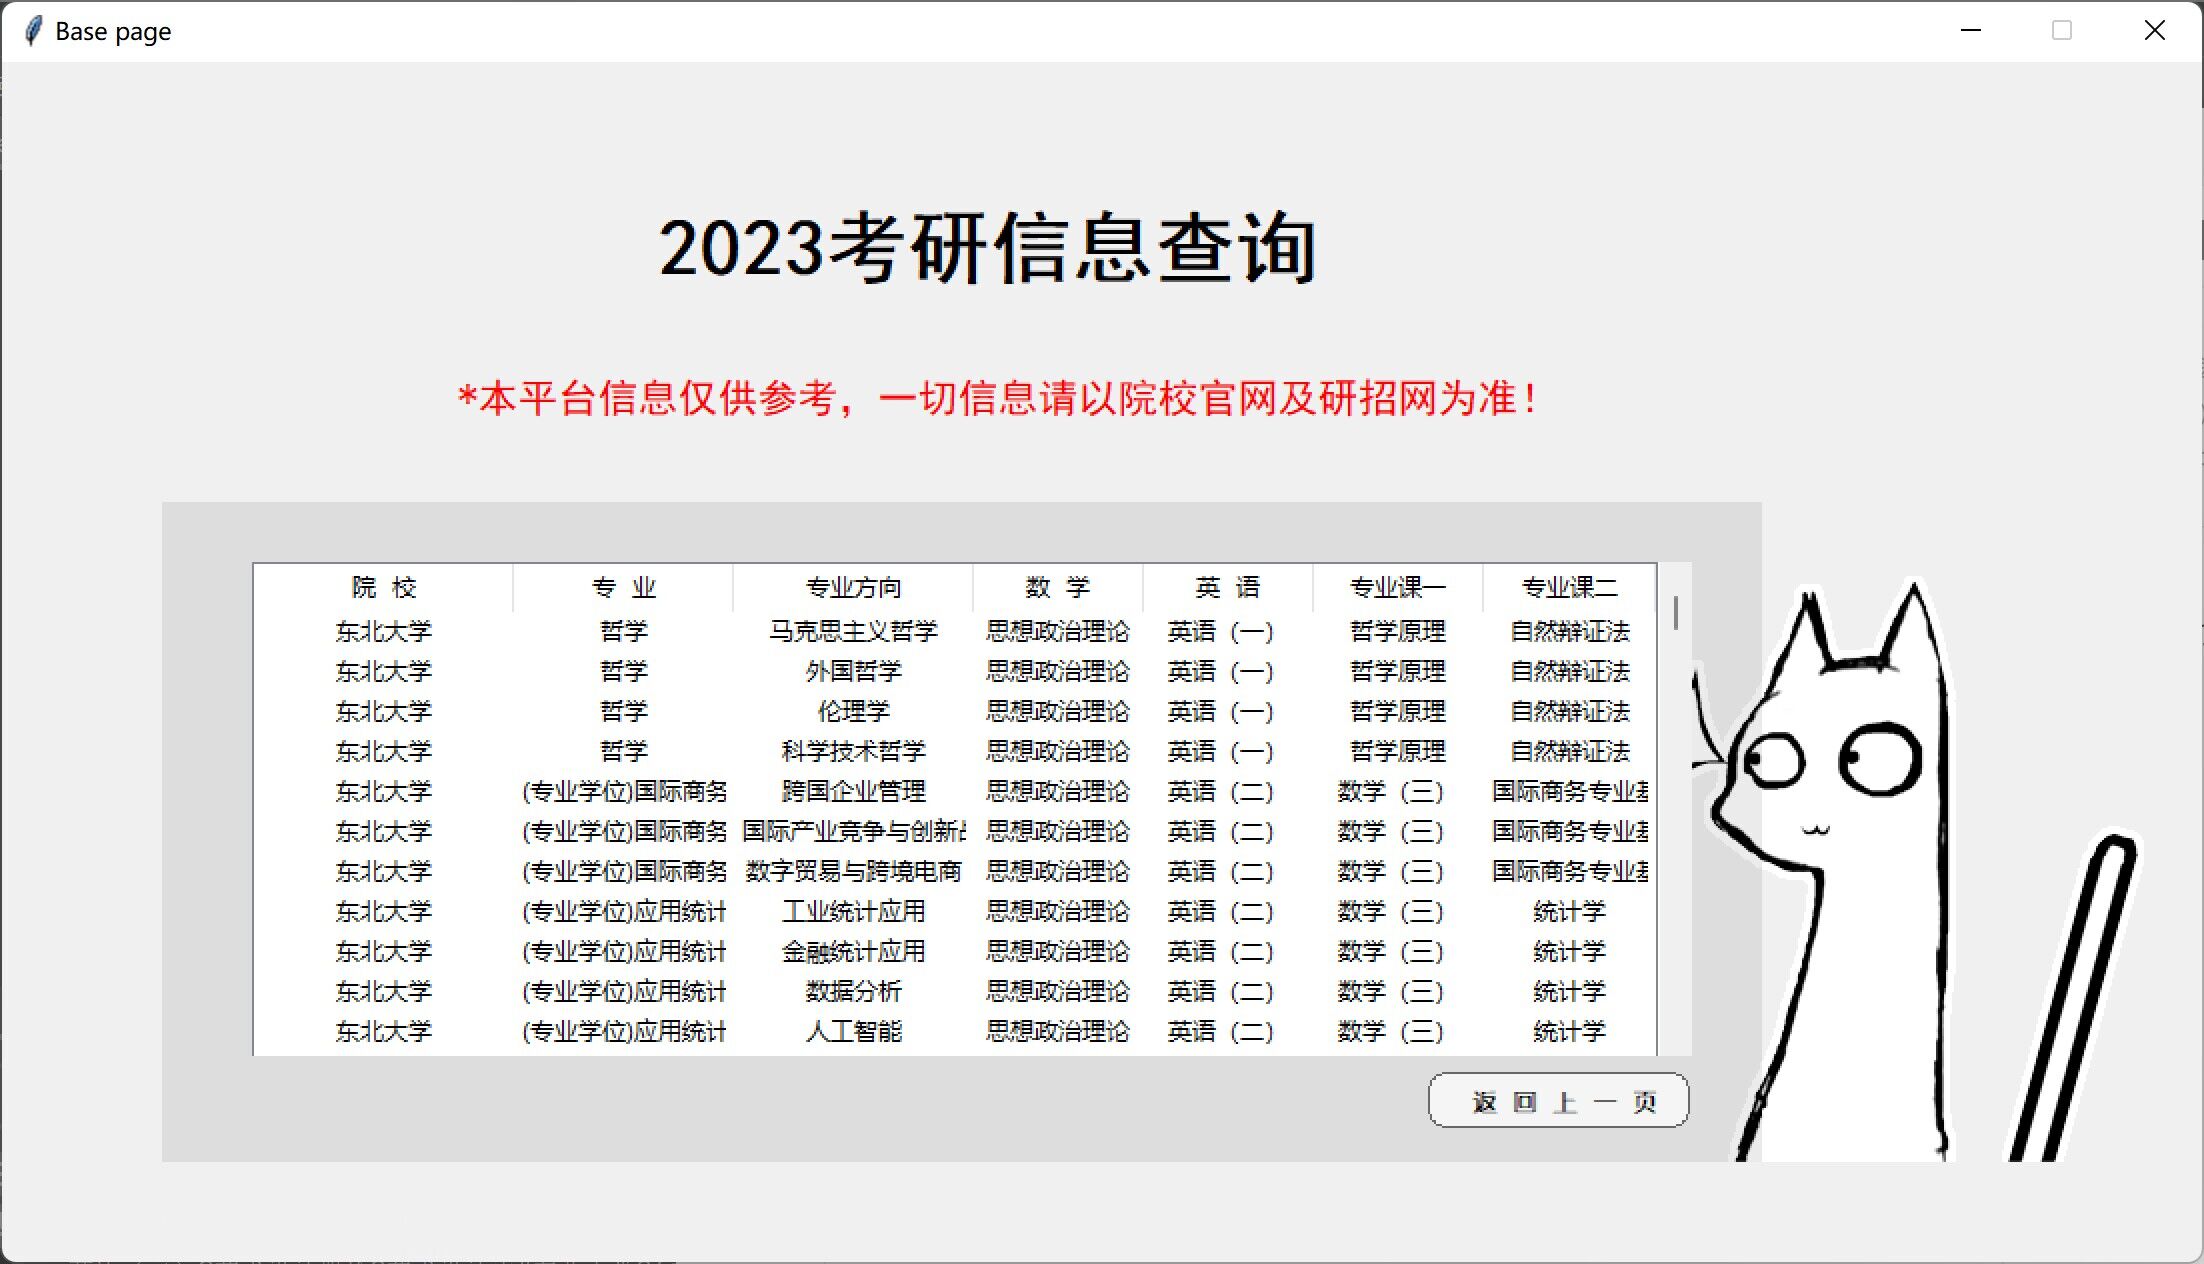 Base page
2023考研信息查询
*本平台信息仅供参考，一切信息请以院校官网及研招网为准！
院 校 专 业 专业方向 数 学 英 语 专业课一 专业课二
东北大学 哲学 马克思主义哲学 思想政治理论 英语（一） 哲学原理 自然辩证法
东北大学 哲学 外国哲学 思想政治理论 英语（一） 哲学原理 自然辩证法
东北大学 哲学 伦理学 思想政治理论 英语（一） 哲学原理 自然辩证法
东北大学 哲学 科学技术哲学 思想政治理论 英语（一） 哲学原理 自然辩证法
东北大学 (专业学位)国际商务 跨国企业管理 思想政治理论 英语（二） 数学（三） 国际商务专业
东北大学 (专业学位)国际商务 国际产业竞争与创新 思想政治理论 英语（二） 数学（三） 国际商务专业
东北大学 (专业学位)国际商务 数字贸易与跨境电商 思想政治理论 英语（二） 数学（三） 国际商务专业
东北大学 (专业学位)应用统计 工业统计应用 思想政治理论 英语（二） 数学（三） 统计学
东北大学 (专业学位)应用统计 金融统计应用 思想政治理论 英语（二） 数学（三） 统计学
东北大学 (专业学位)应用统计 数据分析 思想政治理论 英语（二） 数学（三） 统计学
东北大学 (专业学位)应用统计 人工智能 思想政治理论 英语（二） 数学（三） 统计学
返 回 上 一 页